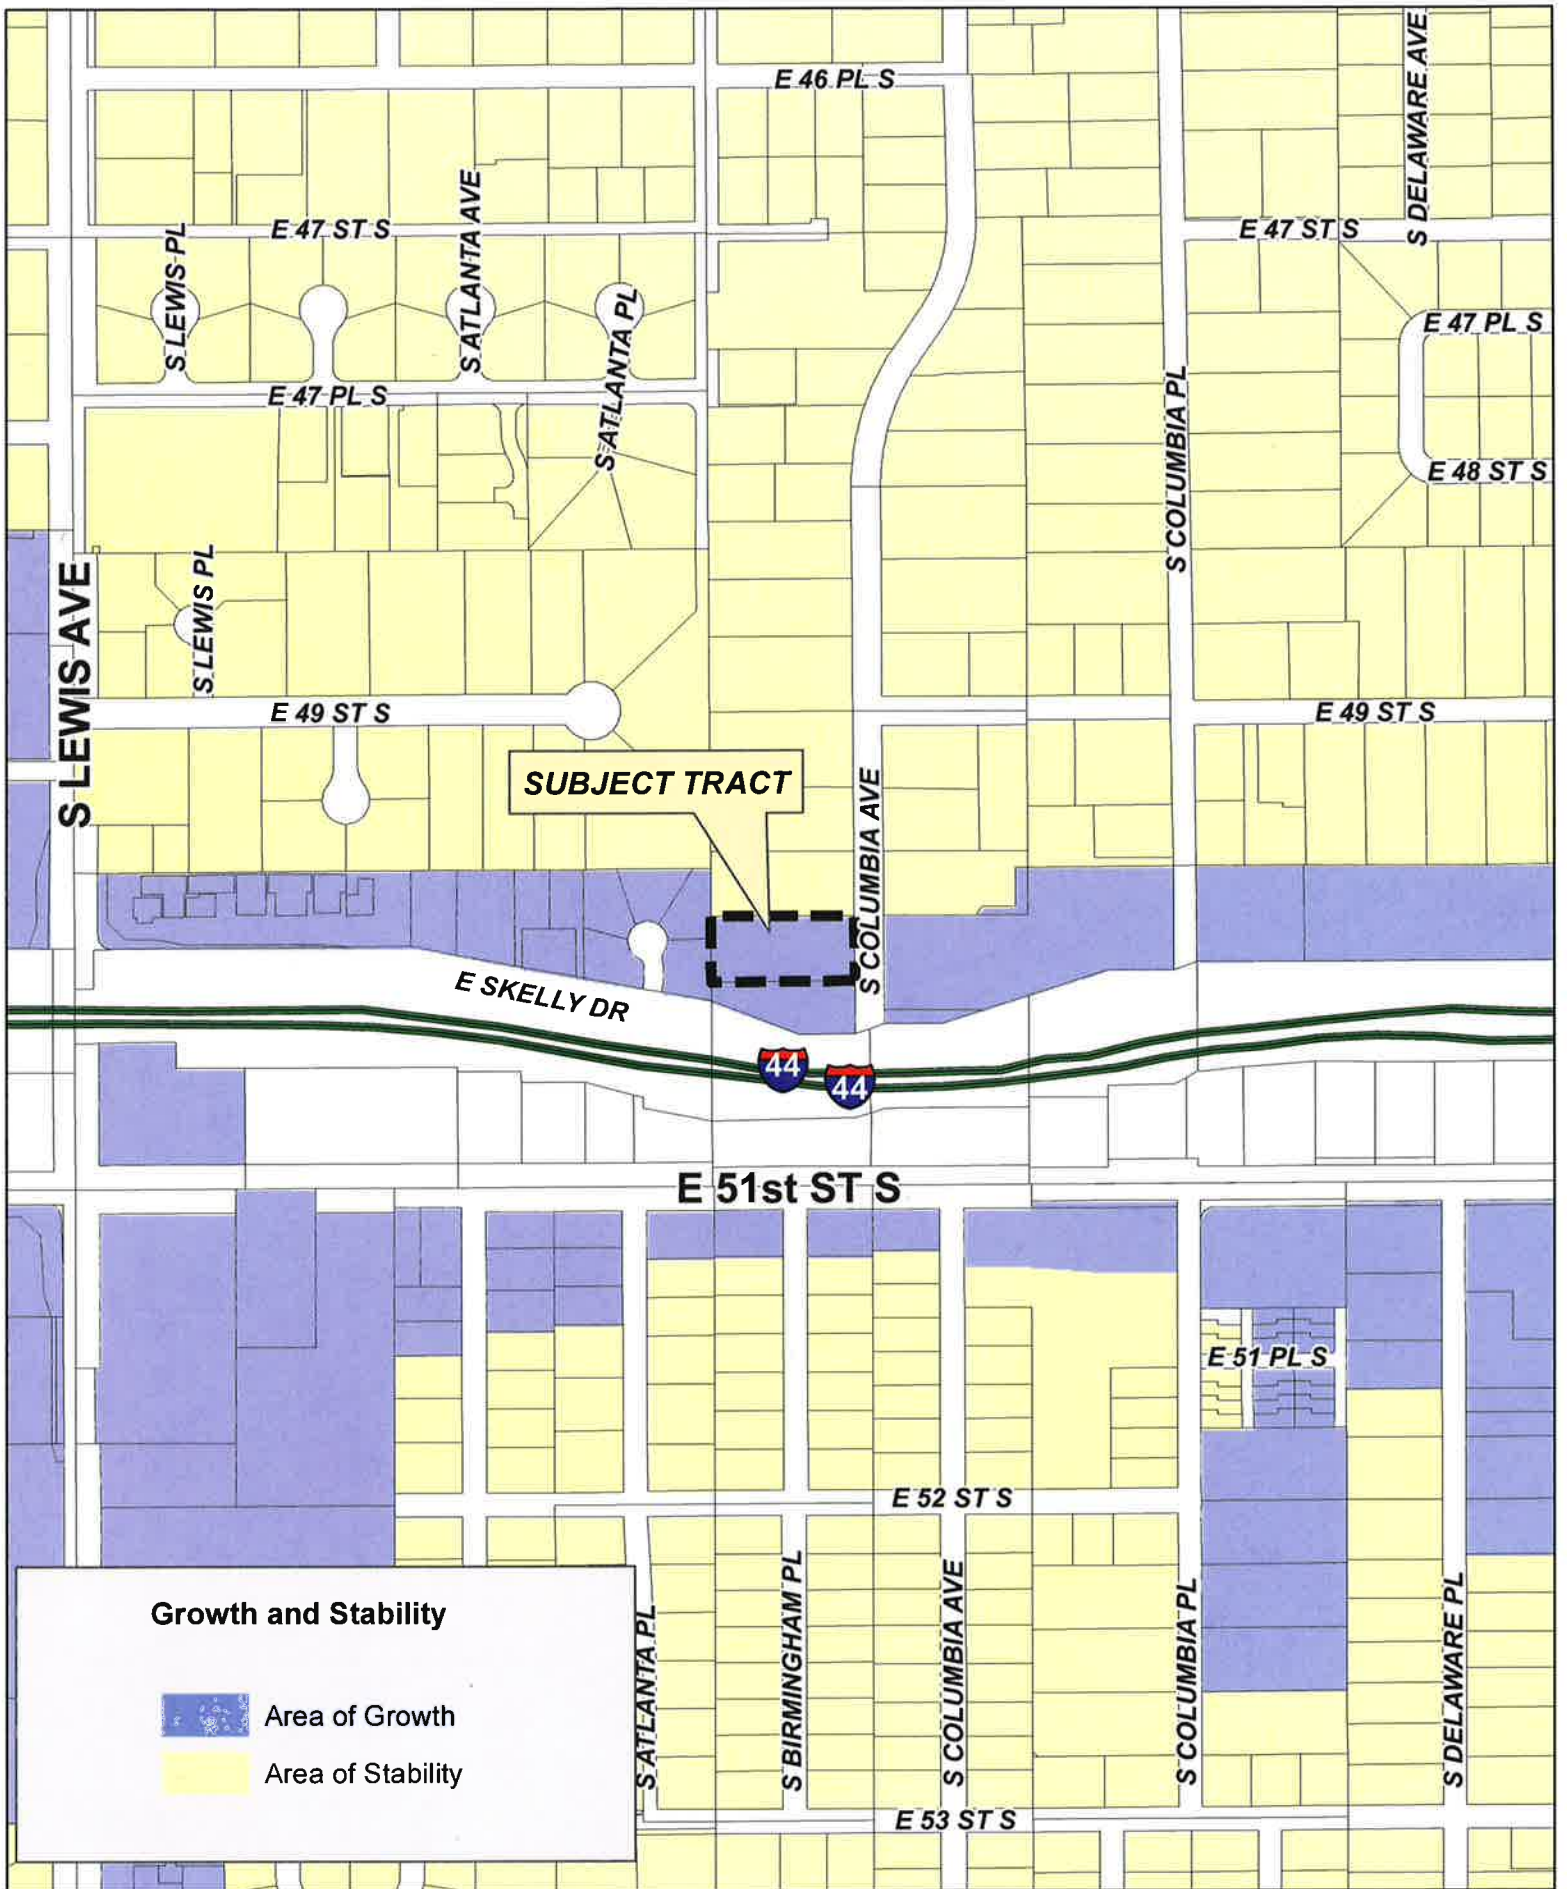 E 46 PL S
S DELAWARE AVE
E 47 ST S
S ATLANTA AVE
S LEWIS PL
E 47 ST S
S ATLANTA PL
E 47 PL S
E 47 PL S
S COLUMBIA PL
E 48 ST S
S LEWIS AVE
S LEWIS PL
E 49 ST S
E 49 ST S
SUBJECT TRACT
S COLUMBIA AVE
E SKELLY DR
44
44
E 51st ST S
E 51 PL S
E 52 ST S
Growth and Stability
Area of Growth
Area of Stability
S ATLANTA PL
S BIRMINGHAM PL
S COLUMBIA AVE
S COLUMBIA PL
S DELAWARE PL
E 53 ST S